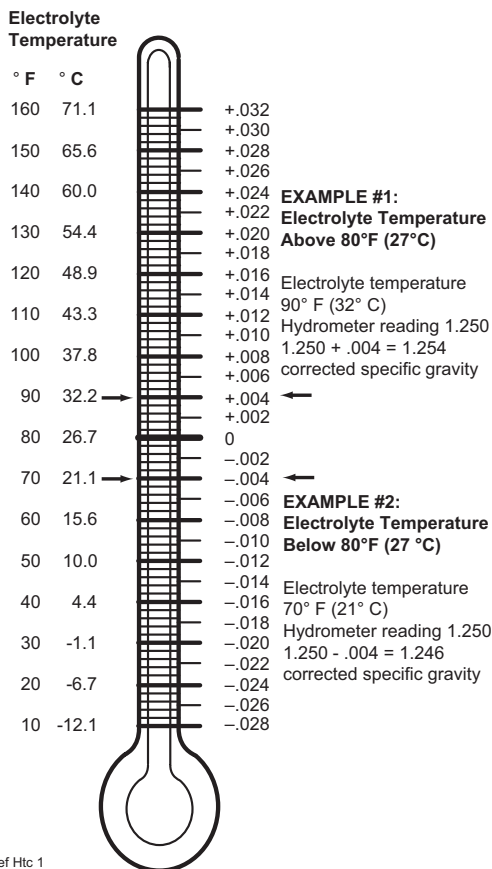 Electrolyte
Temperature
° F ° C
160 71.1 +.032
+.030
150 65.6 +.028
+.026
140 60.0 +.024
+.022
130 54.4 +.020
+.018
120 48.9 +.016
+.014
110 43.3 +.012
+.010
100 37.8 +.008
+.006
90 32.2 +.004
+.002
80 26.7 0
–.002
70 21.1 –.004
–.006
60 15.6 –.008
–.010
50 10.0 –.012
–.014
40 4.4 –.016
–.018
30 -1.1 –.020
–.022
20 -6.7 –.024
–.026
10 -12.1 –.028
EXAMPLE #1:
Electrolyte Temperature
Above 80°F (27°C)
Electrolyte temperature
90° F (32° C)
Hydrometer reading 1.250
1.250 + .004 = 1.254
corrected specific gravity
EXAMPLE #2:
Electrolyte Temperature
Below 80°F (27 °C)
Electrolyte temperature
70° F (21° C)
Hydrometer reading 1.250
1.250 - .004 = 1.246
corrected specific gravity
ef Htc 1